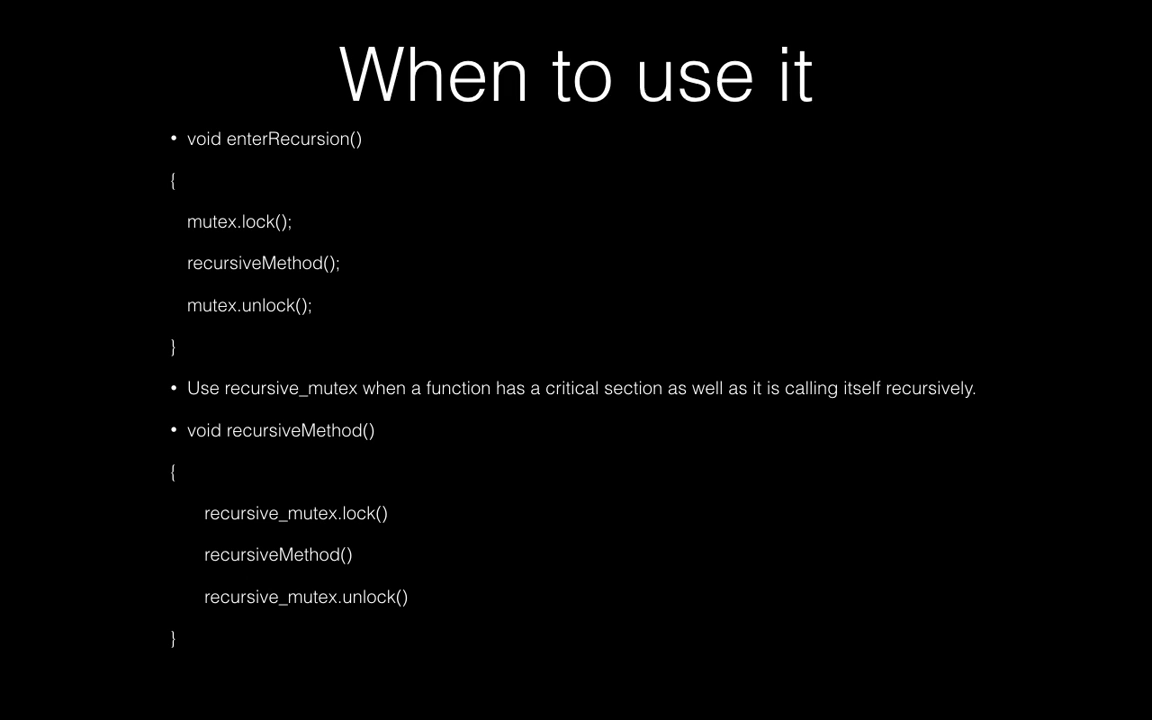 When to use it
• void enterRecursion()
{
mutex.lock();
recursiveMethod();
mutex.unlock();
}
• Use recursive_mutex when a function has a critical section as well as it is calling itself recursively.
• void recursiveMethod()
{
recursive_mutex.lock()
recursiveMethod()
recursive_mutex.unlock()
}